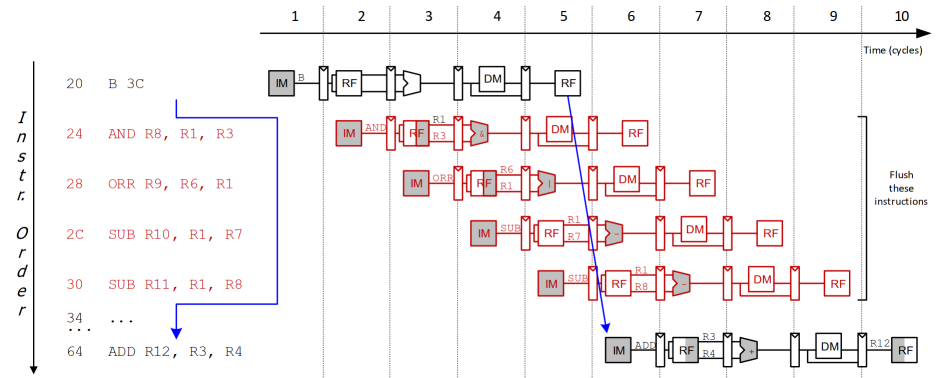 1 2 3 4 5 6 7 8 9 10
Time (cycles)
Instr. Order
20 B 3C
IM B RF DM RF
24 AND R8, R1, R3
IM AND RF R1 R3 & DM RF
28 ORR R9, R6, R1
IM ORR RF R6 R1 | DM RF
2C SUB R10, R1, R7
IM SUB RF R1 R7 - DM RF
30 SUB R11, R1, R8
IM SUB RF R1 R8 - DM RF
34 ...
...
64 ADD R12, R3, R4
IM ADD RF R3 R4 + DM R12 RF
Flush
these
instructions